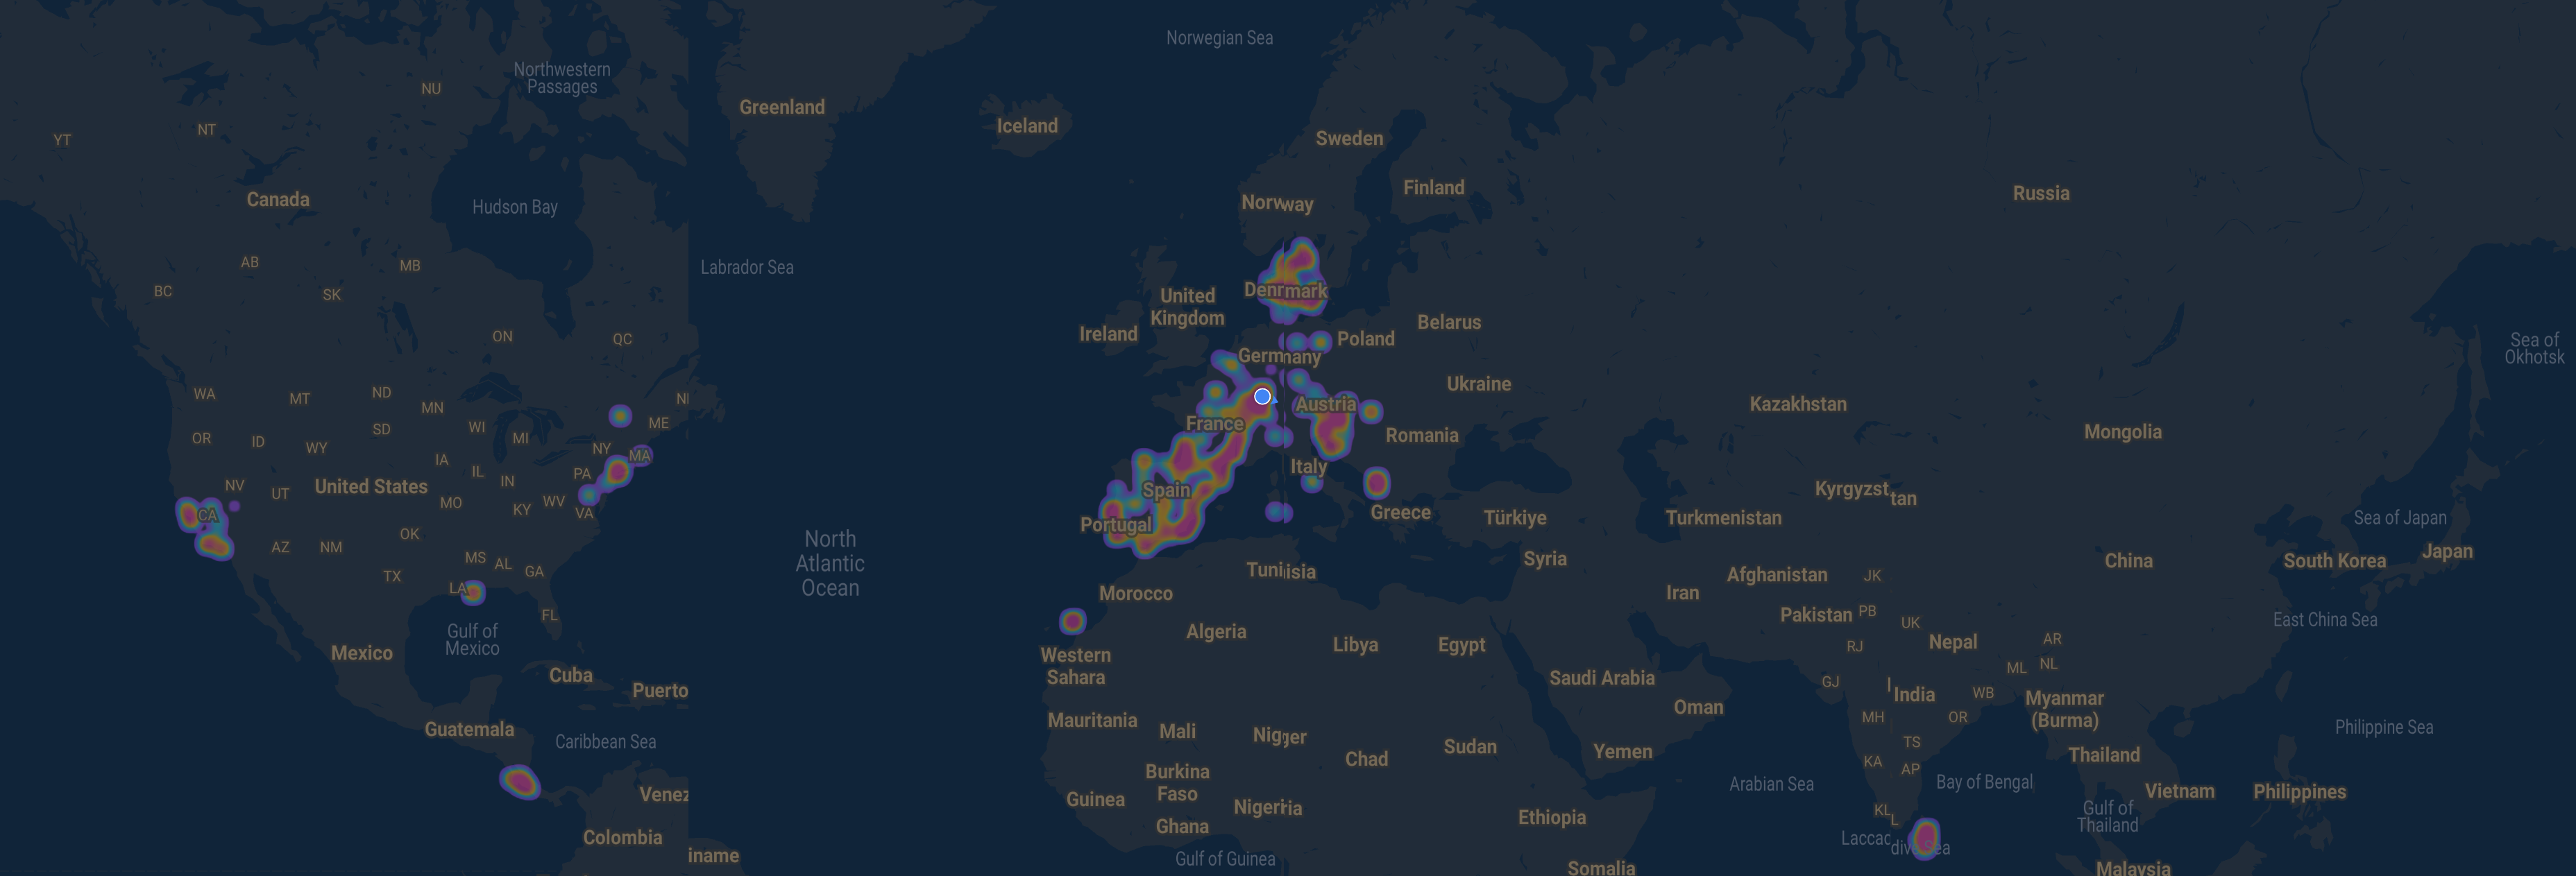 Norwegian Sea
Northwestern
Passages
NU
Greenland
Iceland
NT
YT
Sweden
Finland
Russia
Canada
Hudson Bay
Norway
AB
MB
Labrador Sea
BC
SK
United
Kingdom
Denrmark
Ireland
Belarus
ON
QC
Poland
Sea of
Okhotsk
Germnany
Ukraine
WA
MT
ND
MN
ME
Austria
Kazakhstan
France
OR
ID
WY
SD
WI
MI
NY
Romania
Mongolia
IA
MA
NV
UT
United States
IL
IN
PA
Italy
Spain
Kyrgyzst
tan
CA
MO
KY
WV
VA
Portugal
Greece
Türkiye
Turkmenistan
Sea of Japan
AZ
NM
OK
MS
AL
GA
North
Atlantic
Ocean
Syria
China
South Korea
Japan
TX
LA
Tuniisia
Morocco
Iran
Afghanistan
JK
Pakistan
PB
UK
East China Sea
FL
Gulf of
Mexico
Algeria
Libya
Egypt
RJ
Nepal
AR
Mexico
Western
Sahara
ML
NL
Cuba
Puerto
Saudi Arabia
GJ
India
WB
Myanmar
(Burma)
Oman
Guatemala
Caribbean Sea
Mauritania
Mali
Nigger
Chad
Sudan
Yemen
MH
OR
TS
Philippine Sea
Thailand
KA
AP
Arabian Sea
Bay of Bengal
Venez
Burkina
Faso
Guinea
Nigeria
Vietnam
Philippines
Colombia
Ghana
Ethiopia
KL
Gulf of
Thailand
Laccac
dive Sea
iname
Gulf of Guinea
Somalia
Malaysia